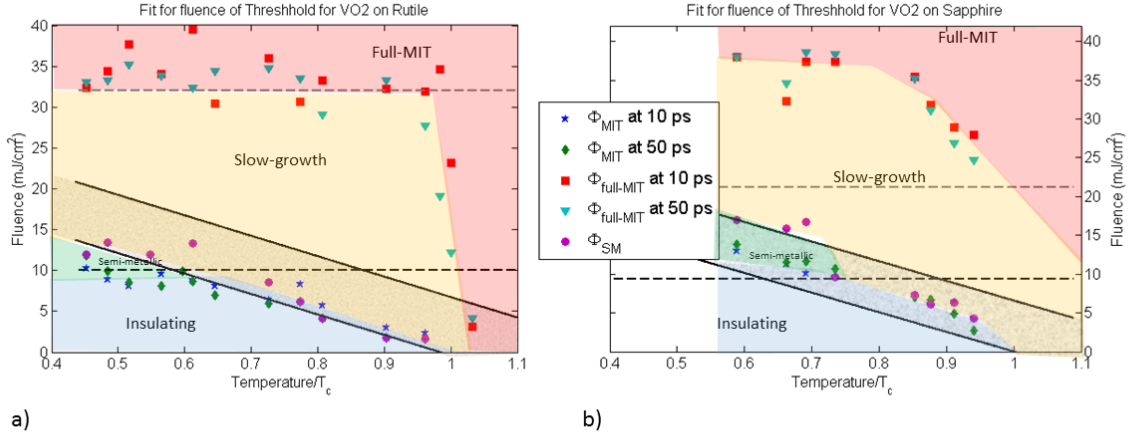 Fit for fluence of Threshhold for VO2 on Rutile
Fit for fluence of Threshold for VO2 on Sapphire
40
35
30
25
20
15
10
5
0
Fluence (mJ/cm²)
Full-MIT
Slow-growth
Semi-metallic
Insulating
0.4 0.5 0.6 0.7 0.8 0.9 1 1.1
Temperature/T_c
Φ_MIT at 10 ps
Φ_MIT at 50 ps
Φ_full-MIT at 10 ps
Φ_full-MIT at 50 ps
Φ_SM
Full-MIT
Slow-growth
Semi-metallic
Insulating
40
35
30
25
20
15
10
5
0
Fluence (mJ/cm²)
0.4 0.5 0.6 0.7 0.8 0.9 1 1.1
Temperature/T_c
a)
b)